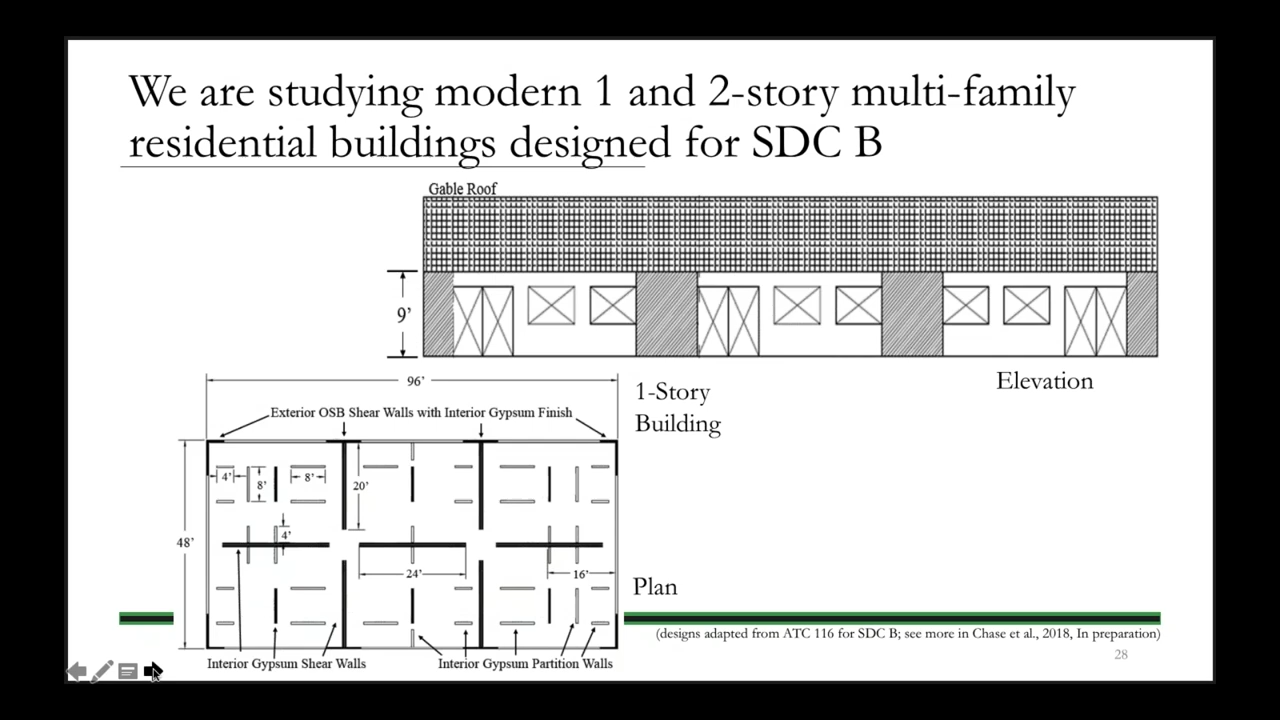 We are studying modern 1 and 2-story multi-family
residential buildings designed for SDC B
Gable Roof
9’
Elevation
1-Story
Building
96’
Exterior OSB Shear Walls with Interior Gypsum Finish
4’
8’
8’
20’
4’
48’
24’
16’
Plan
(designs adapted from ATC 116 for SDC B; see more in Chase et al., 2018, In preparation)
28
Interior Gypsum Shear Walls
Interior Gypsum Partition Walls